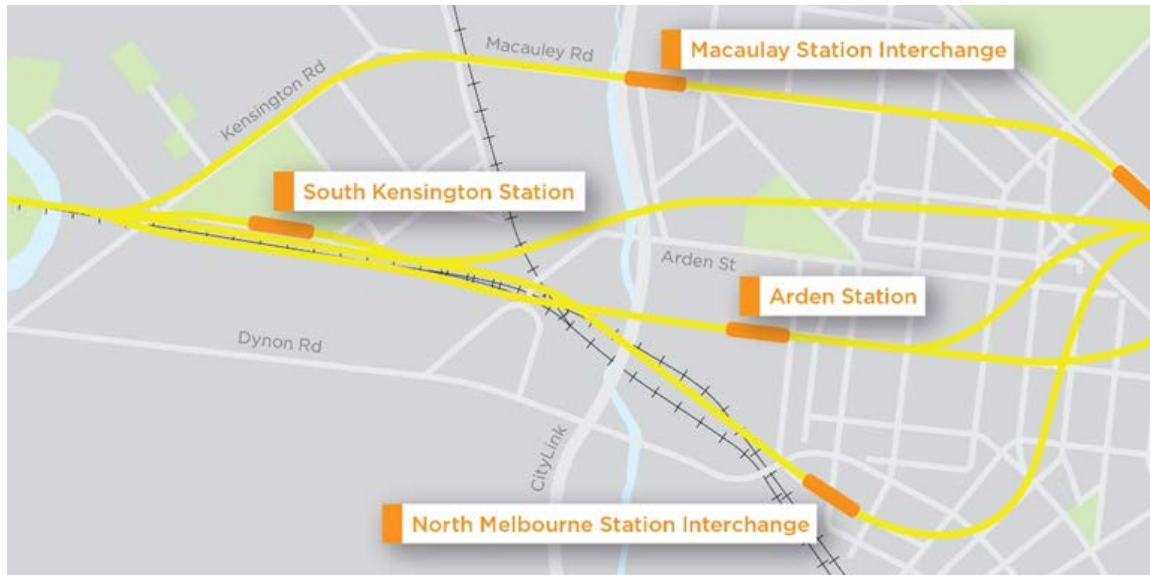 Macauley Rd
Macaulay Station Interchange
Kensington Rd
South Kensington Station
Arden St
Arden Station
Dynon Rd
CityLink
North Melbourne Station Interchange